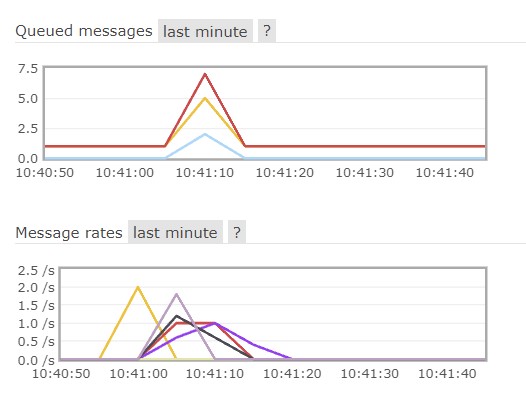 Queued messages last minute ?
7.5
5.0
2.5
0.0
10:40:50 10:41:00 10:41:10 10:41:20 10:41:30 10:41:40
Message rates last minute ?
2.5 /s
2.0 /s
1.5 /s
1.0 /s
0.5 /s
0.0 /s
10:40:50 10:41:00 10:41:10 10:41:20 10:41:30 10:41:40